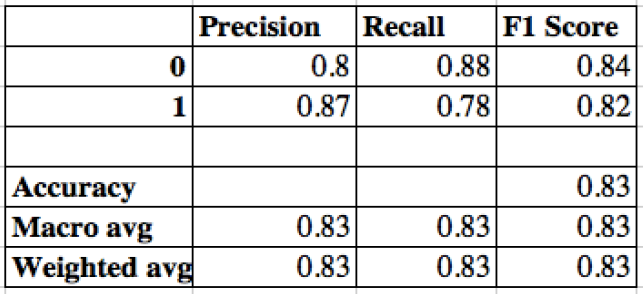 Precision Recall F1 Score
0 0.8 0.88 0.84
1 0.87 0.78 0.82
Accuracy 0.83
Macro avg 0.83 0.83 0.83
Weighted avg 0.83 0.83 0.83